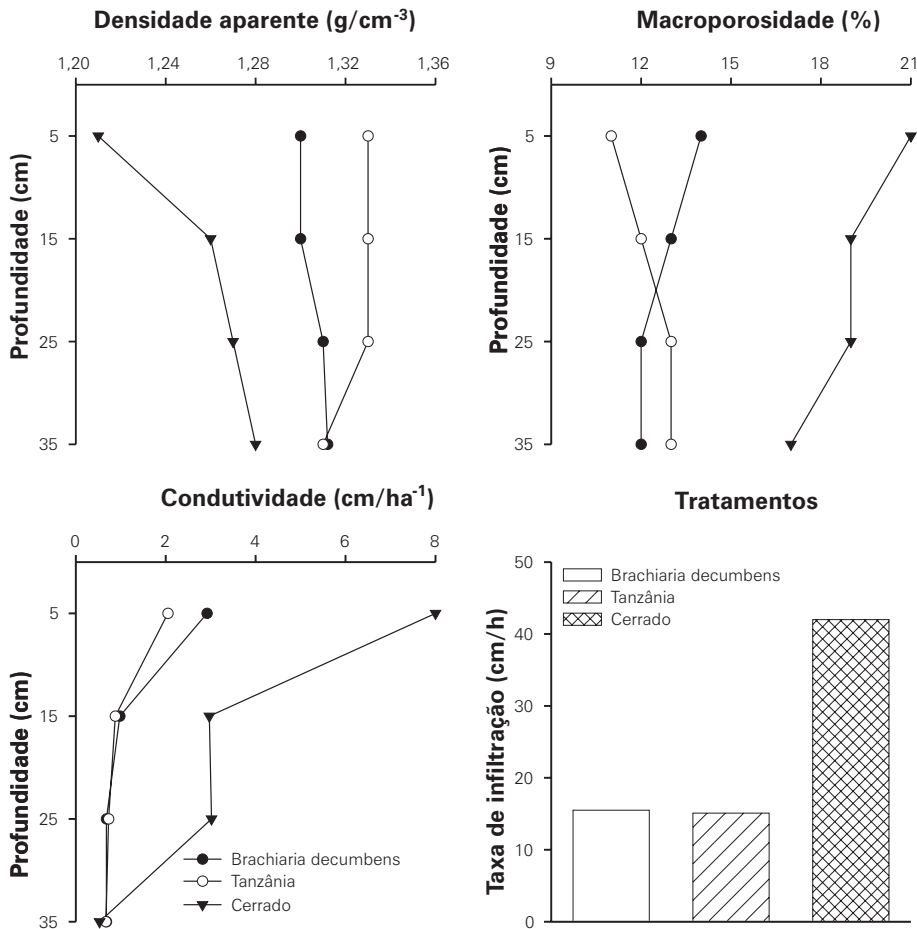 Densidade aparente (g/cm⁻³)
1,20 1,24 1,28 1,32 1,36
Profundidade (cm)
5
15
25
35
Macroporosidade (%)
9 12 15 18 21
Profundidade (cm)
5
15
25
35
Condutividade (cm/ha⁻¹)
0 2 4 6 8
Profundidade (cm)
5
15
25
35
Brachiaria decumbens
Tanzânia
Cerrado
Tratamentos
Taxa de infiltração (cm/h)
50
40
30
20
10
0
Brachiaria decumbens
Tanzânia
Cerrado